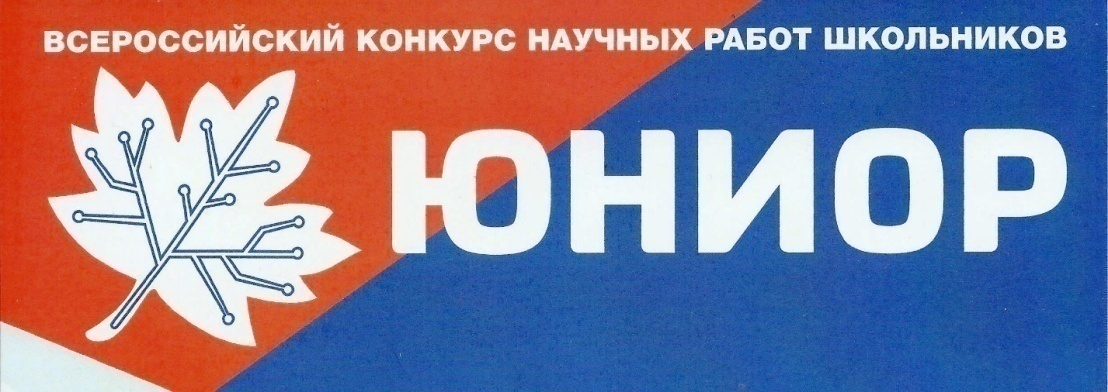 ВСЕРОССИЙСКИЙ КОНКУРС НАУЧНЫХ РАБОТ ШКОЛЬНИКОВ
ЮНИОР